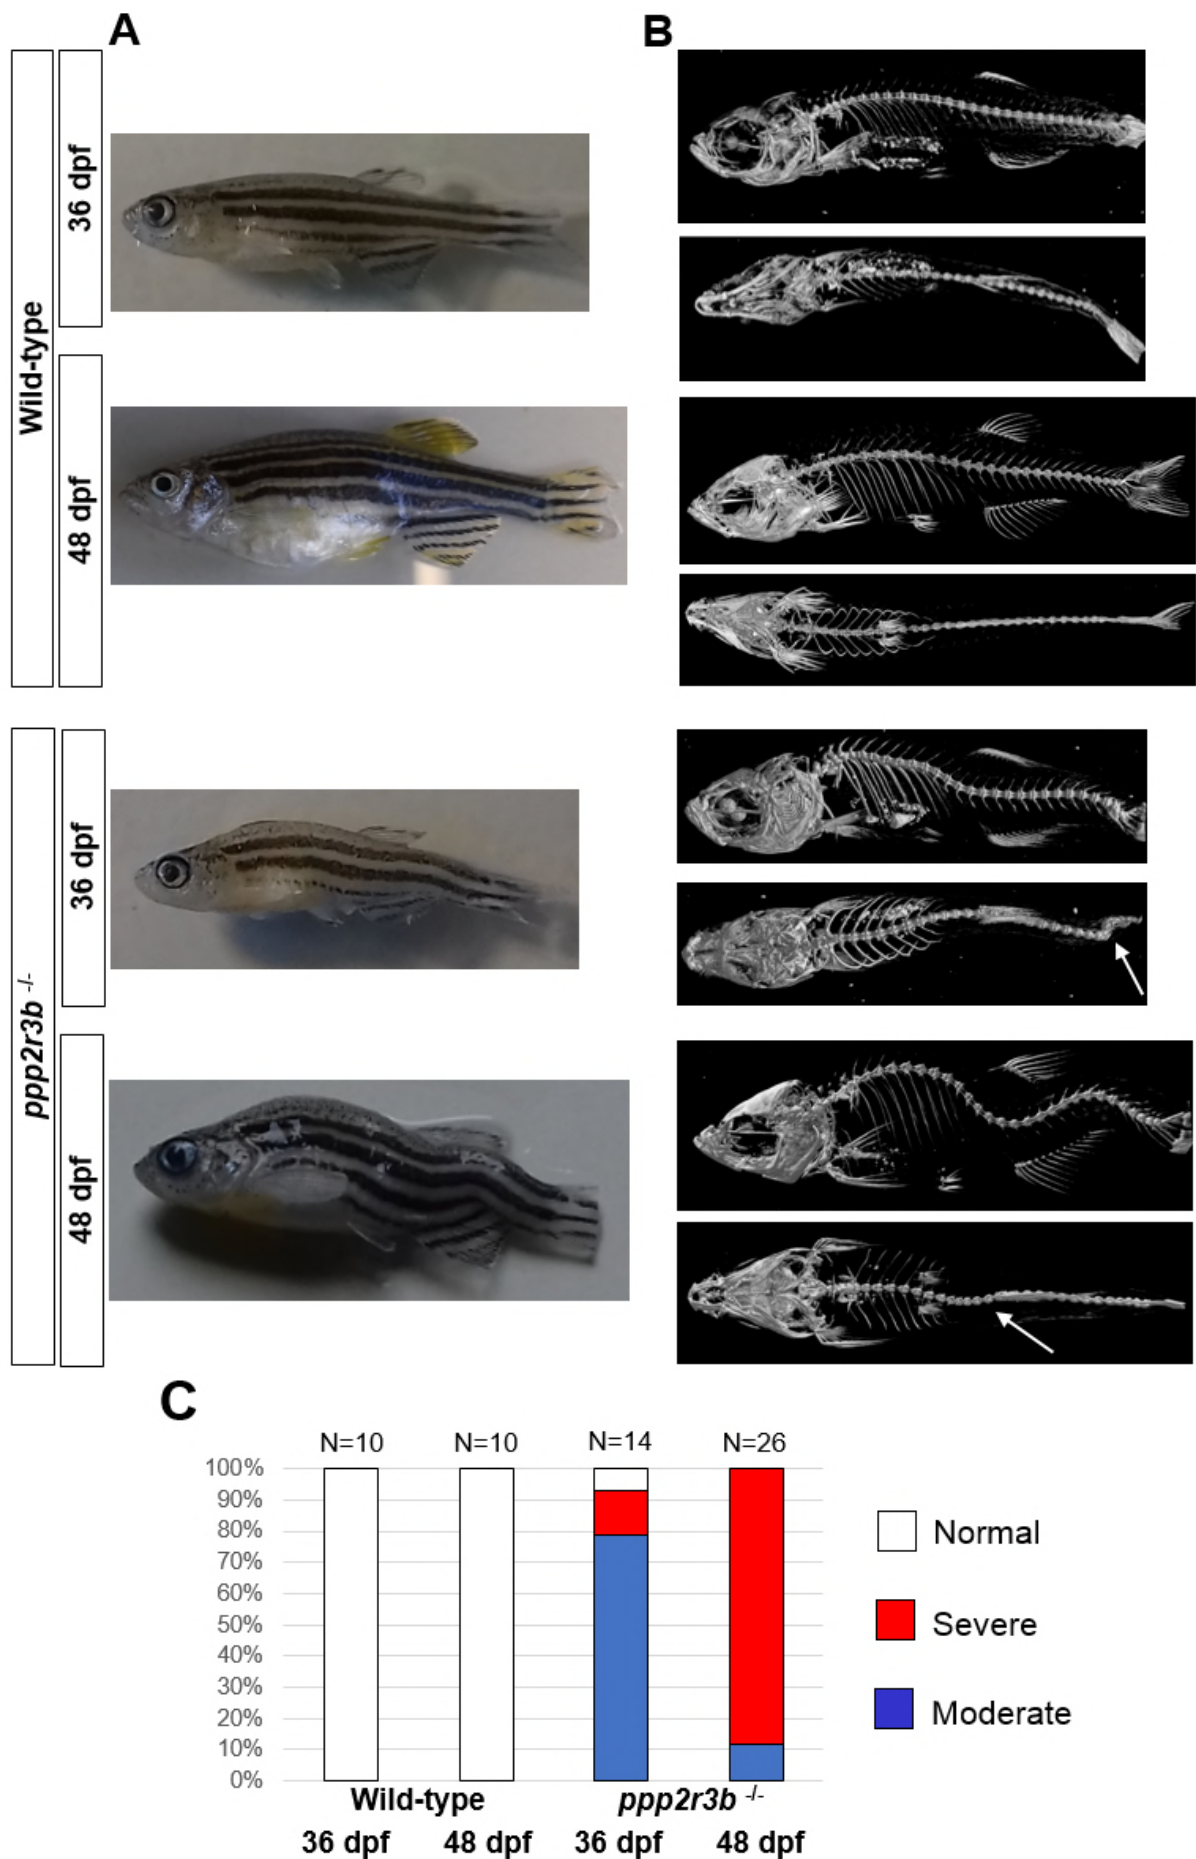 A
B
Wild-type
36 dpf
48 dpf
ppp2r3b -/-
36 dpf
48 dpf
C
N=10
N=10
N=14
N=26
100%
90%
80%
70%
60%
50%
40%
30%
20%
10%
0%
Normal
Severe
Moderate
Wild-type
ppp2r3b -/-
36 dpf
48 dpf
36 dpf
48 dpf